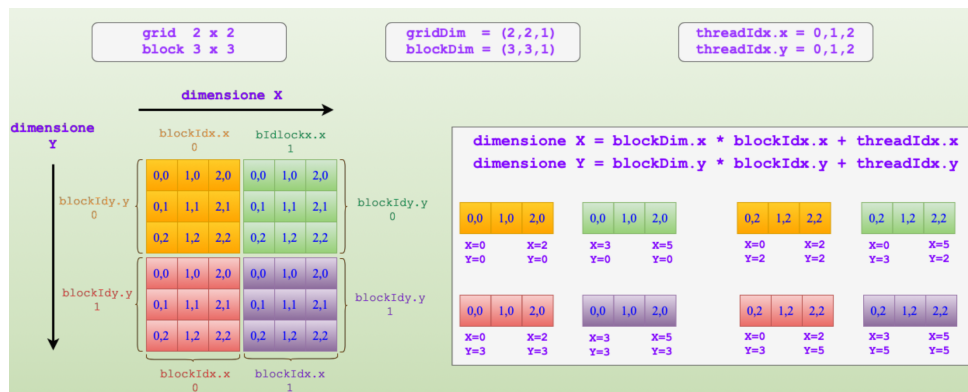 grid 2 x 2
block 3 x 3
gridDim = (2,2,1)
blockDim = (3,3,1)
threadIdx.x = 0,1,2
threadIdx.y = 0,1,2
dimensione X
dimensione
Y
blockIdx.x
0
bIdlockx.x
1
blockIdy.y
0
0,0 1,0 2,0 0,0 1,0 2,0
0,1 1,1 2,1 0,1 1,1 2,1
0,2 1,2 2,2 0,2 1,2 2,2
blockIdy.y
0
blockIdy.y
1
0,0 1,0 2,0 0,0 1,0 2,0
0,1 1,1 2,1 0,1 1,1 2,1
0,2 1,2 2,2 0,2 1,2 2,2
blockIdy.y
1
blockIdx.x
0
blockIdx.x
1
dimensione X = blockDim.x * blockIdx.x + threadIdx.x
dimensione Y = blockDim.y * blockIdx.y + threadIdx.y
0,0 1,0 2,0 0,0 1,0 2,0 0,2 1,2 2,2 0,2 1,2 2,2
X=0 X=2 X=3 X=5 X=0 X=2 X=0 X=5
Y=0 Y=0 Y=0 Y=0 Y=2 Y=2 Y=3 Y=2
0,0 1,0 2,0 0,0 1,0 2,0 0,2 1,2 2,2 0,2 1,2 2,2
X=0 X=2 X=3 X=5 X=0 X=2 X=3 X=5
Y=3 Y=3 Y=3 Y=3 Y=3 Y=5 Y=5 Y=5